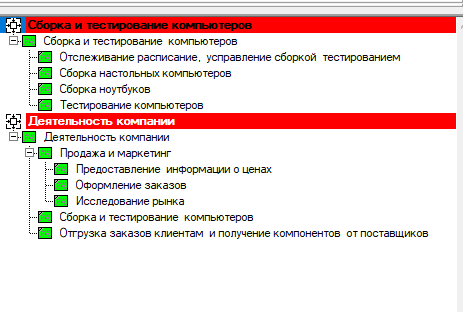 Сборка и тестирование компьютеров
Сборка и тестирование компьютеров
Отслеживание расписание, усправление сборкой тестированием
Сборка настольных компьютеров
Сборка ноутбуков
Тестирование компьютеров
Деятельность компании
Деятельность компании
Продажа и маркетинг
Предоставление информации о ценах
Оформление заказов
Исследование рынка
Сборка и тестирование компьютеров
Отгрузка заказов клиентам и получение компонентов от поставщиков